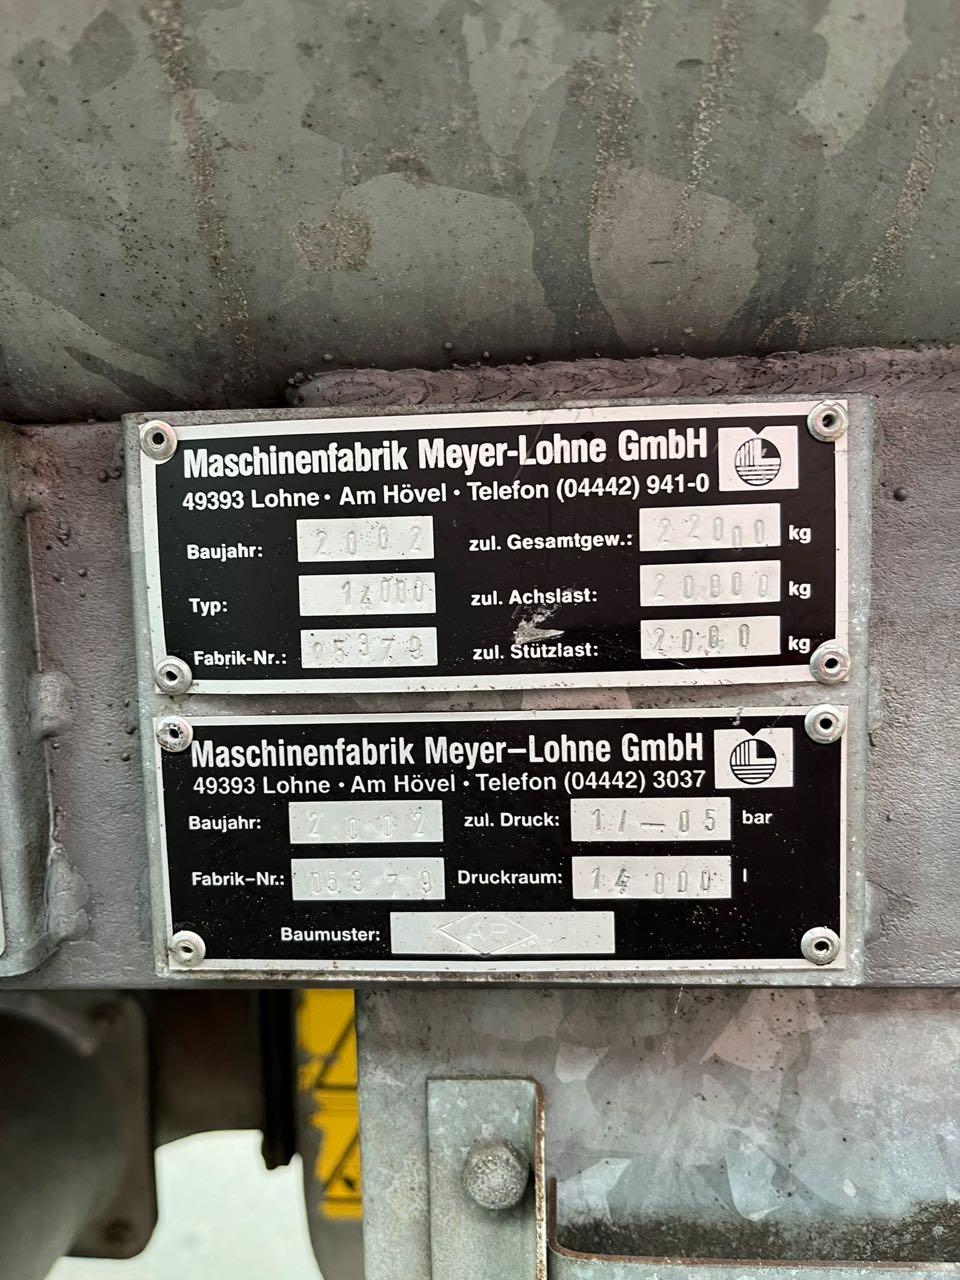 Maschinenfabrik Meyer-Lohne GmbH
49393 Lohne • Am Hövel • Telefon (04442) 941-0
Baujahr: 2002 zul. Gesamtgew.: 22000 kg
Typ: 14000 zul. Achslast: 20000 kg
Fabrik-Nr.: 05379 zul. Stützlast: 2000 kg
Maschinenfabrik Meyer–Lohne GmbH
49393 Lohne • Am Hövel • Telefon (04442) 3037
Baujahr: 2002 zul. Druck: 1/–05 bar
Fabrik–Nr.: 05379 Druckraum: 14000 l
Baumuster: